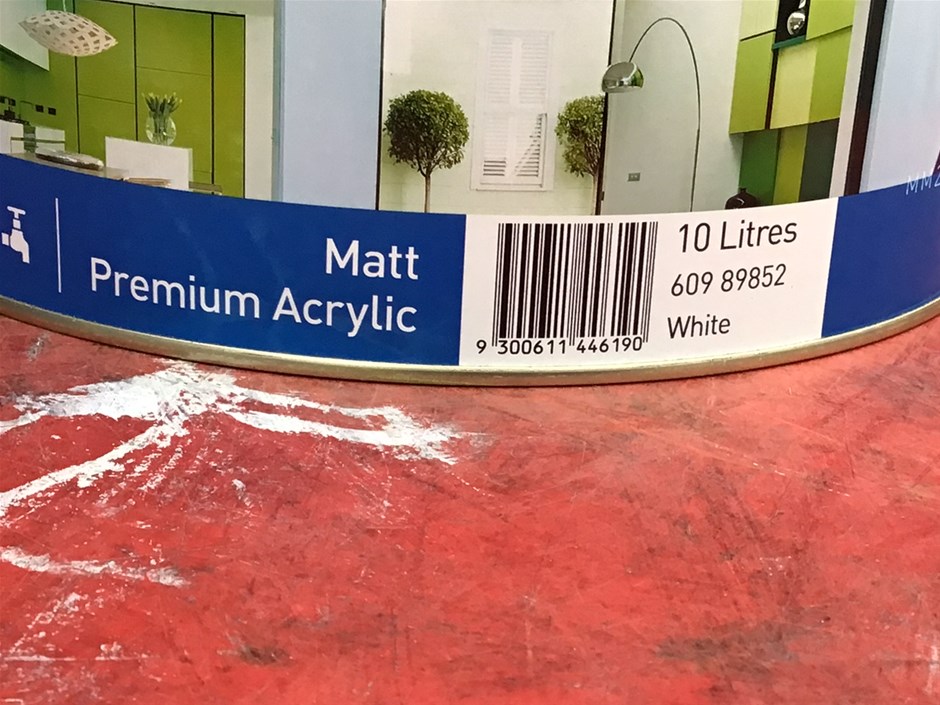 Matt
Premium Acrylic
9 300611 446190
10 Litres
609 89852
White